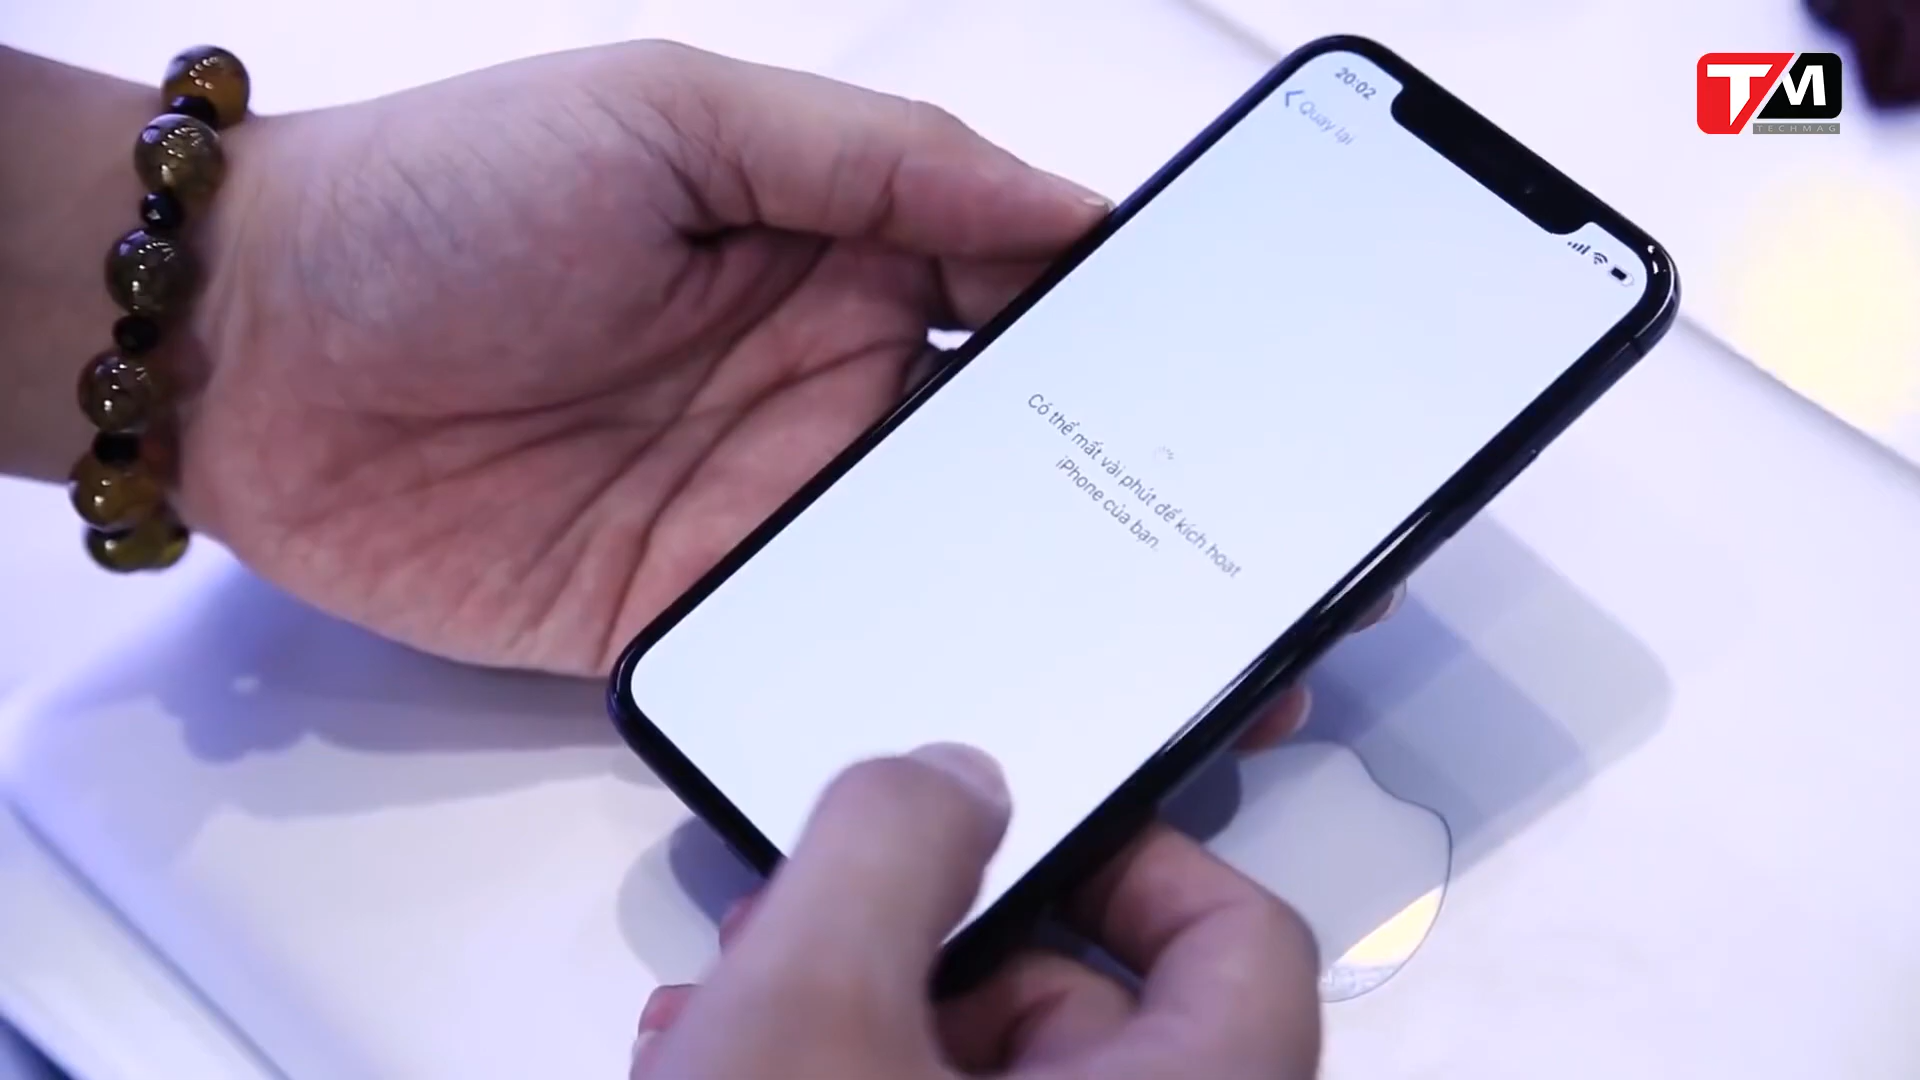 TM
TECHMAG
20:02
Quay lại
Có thể mất vài phút để kích hoạt
iPhone của bạn.